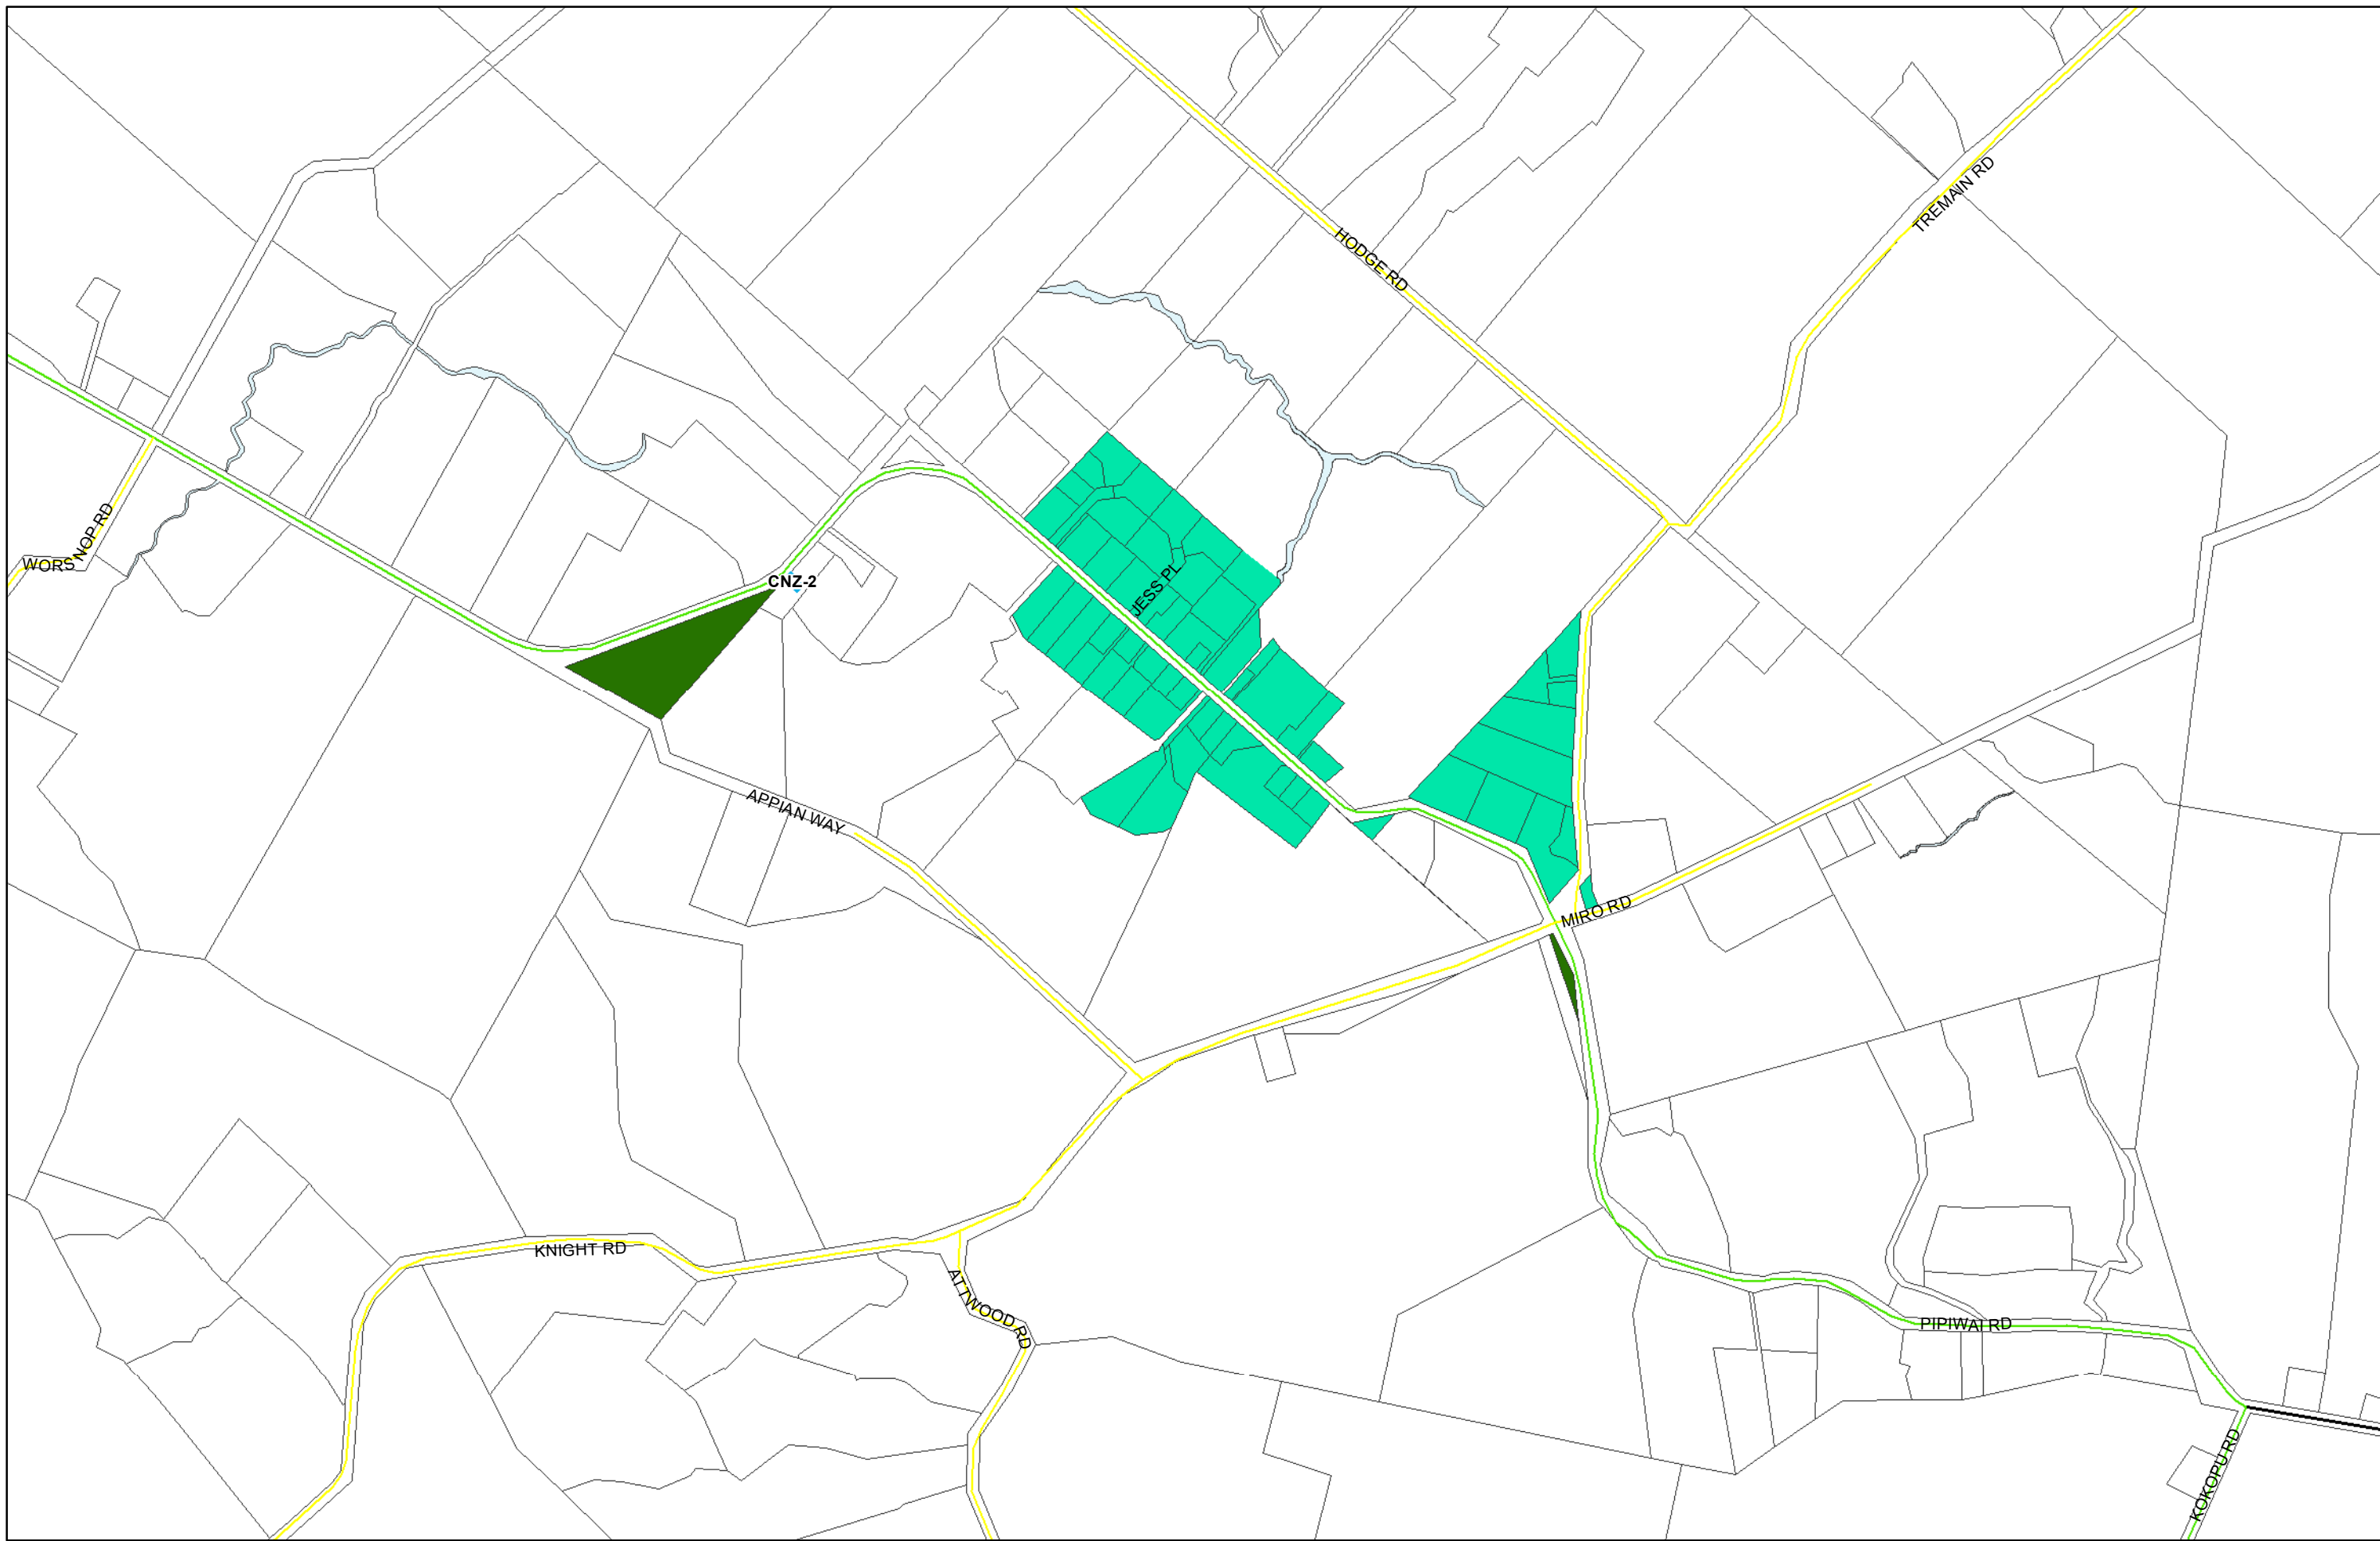 TREMAIN RD
HODGE RD
WORSNOP RD
CNZ-2
JESS PL
APPIAN WAY
MIRO RD
KNIGHT RD
ATTWOOD RD
PIPIWAI RD
KOKOPU RD